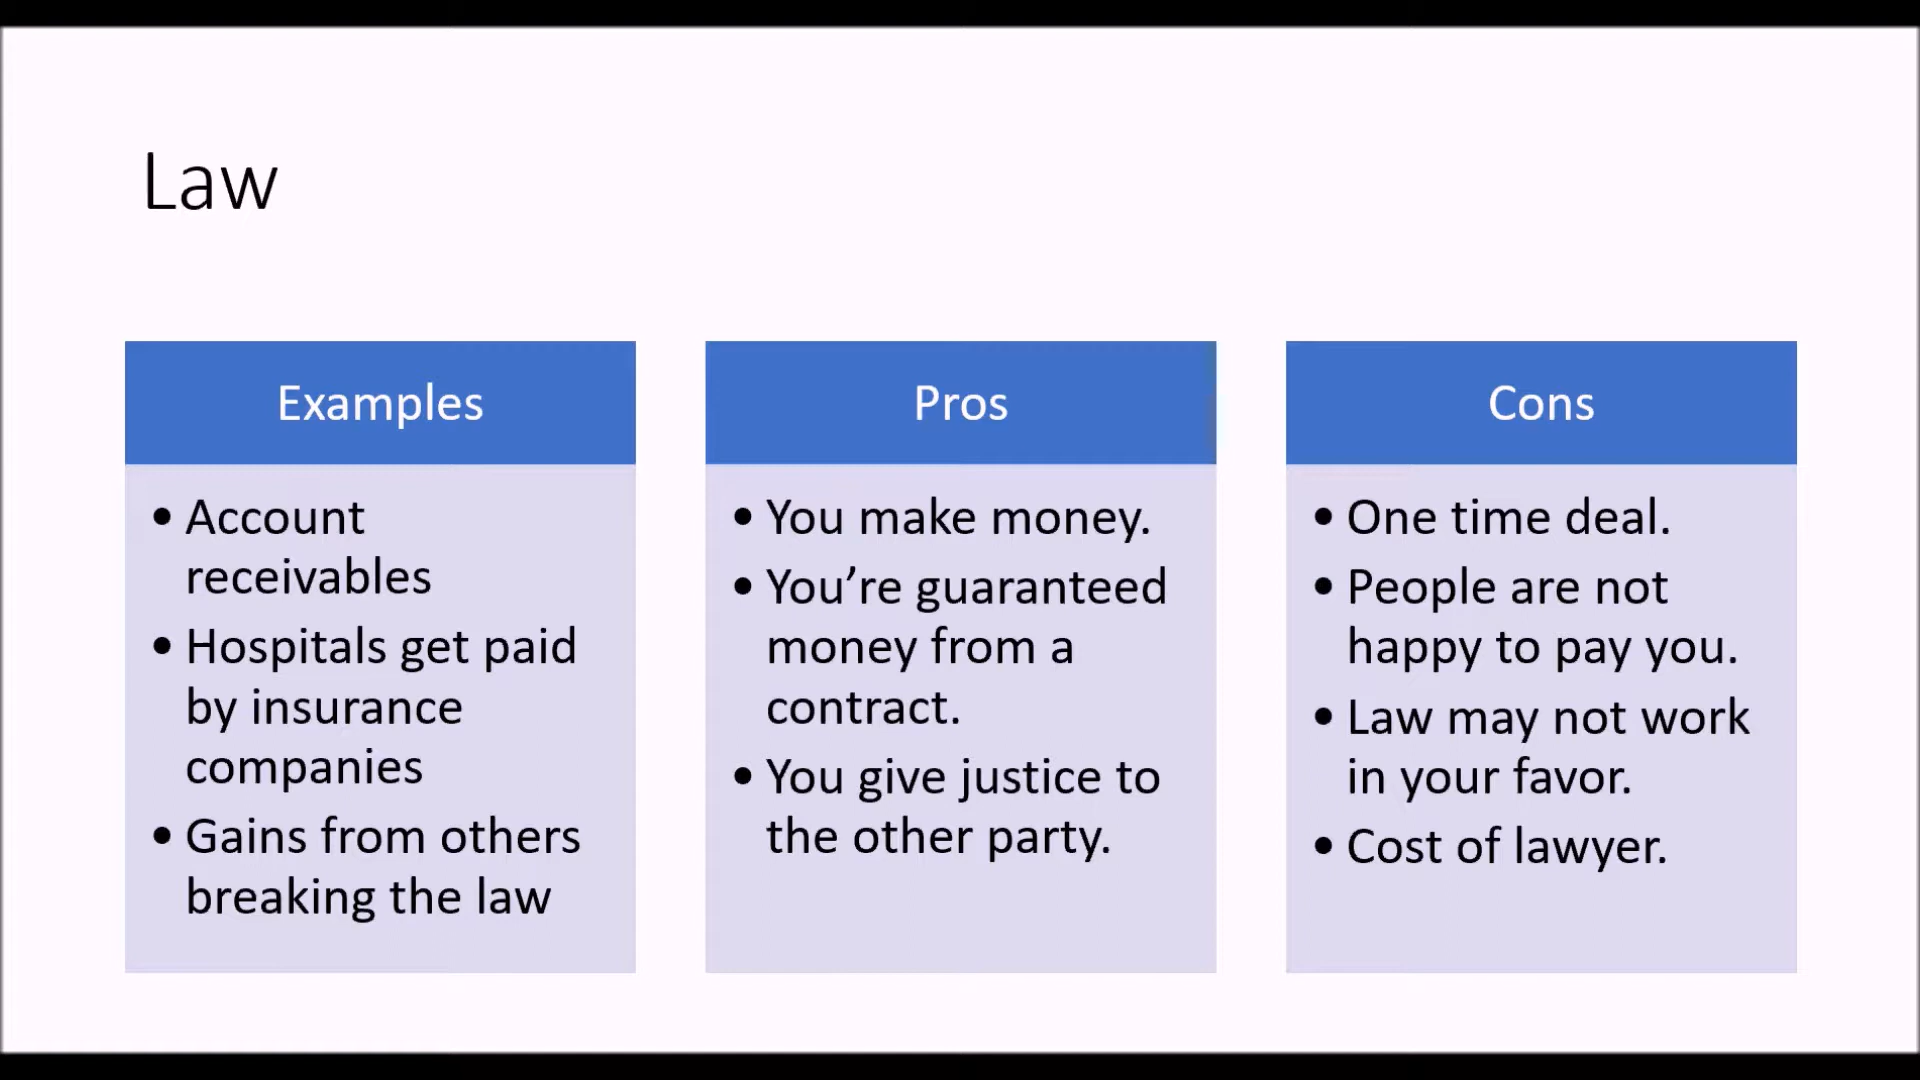 Law
Examples
• Account
receivables
• Hospitals get paid
by insurance
companies
• Gains from others
breaking the law
Pros
• You make money.
• You’re guaranteed
money from a
contract.
• You give justice to
the other party.
Cons
• One time deal.
• People are not
happy to pay you.
• Law may not work
in your favor.
• Cost of lawyer.